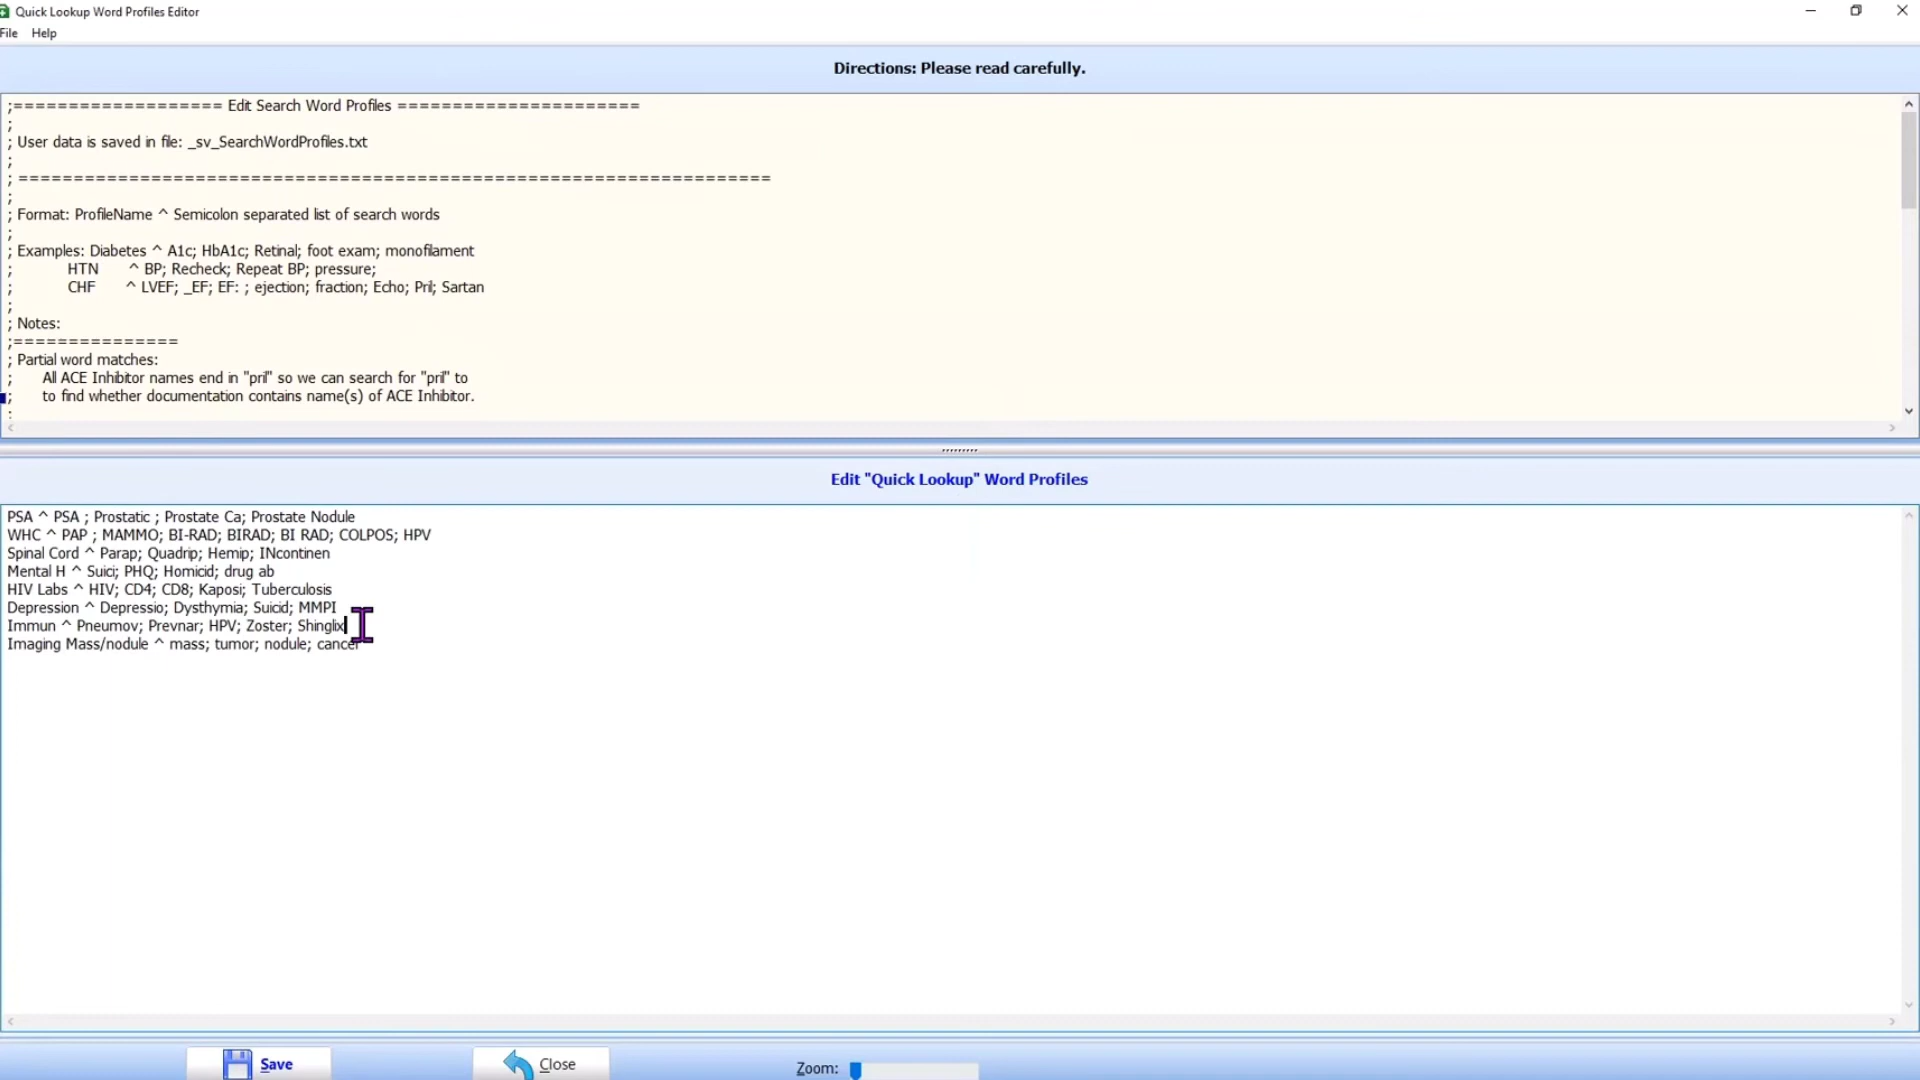 Quick Lookup Word Profiles Editor
File Help
Directions: Please read carefully.
;=================== Edit Search Word Profiles ======================
;
; User data is saved in file: _sv_SearchWordProfiles.txt
;
; ====================================================================
;
; Format: ProfileName ^ Semicolon separated list of search words
;
; Examples: Diabetes ^ A1c; HbA1c; Retinal; foot exam; monofilament
; HTN ^ BP; Recheck; Repeat BP; pressure;
; CHF ^ LVEF; _EF; EF: ; ejection; fraction; Echo; Pril; Sartan
;
; Notes:
;===============
; Partial word matches:
; All ACE Inhibitor names end in "pril" so we can search for "pril" to
; to find whether documentation contains name(s) of ACE Inhibitor.
Edit "Quick Lookup" Word Profiles
PSA ^ PSA ; Prostatic ; Prostate Ca; Prostate Nodule
WHC ^ PAP ; MAMMO; BI-RAD; BIRAD; BI RAD; COLPOS; HPV
Spinal Cord ^ Parap; Quadrip; Hemip; INcontinen
Mental H ^ Suici; PHQ; Homicid; drug ab
HIV Labs ^ HIV; CD4; CD8; Kaposi; Tuberculosis
Depression ^ Depressio; Dysthymia; Suicid; MMPI
Immun ^ Pneumov; Prevnar; HPV; Zoster; Shinglix
Imaging Mass/nodule ^ mass; tumor; nodule; cancer
Save Close Zoom: